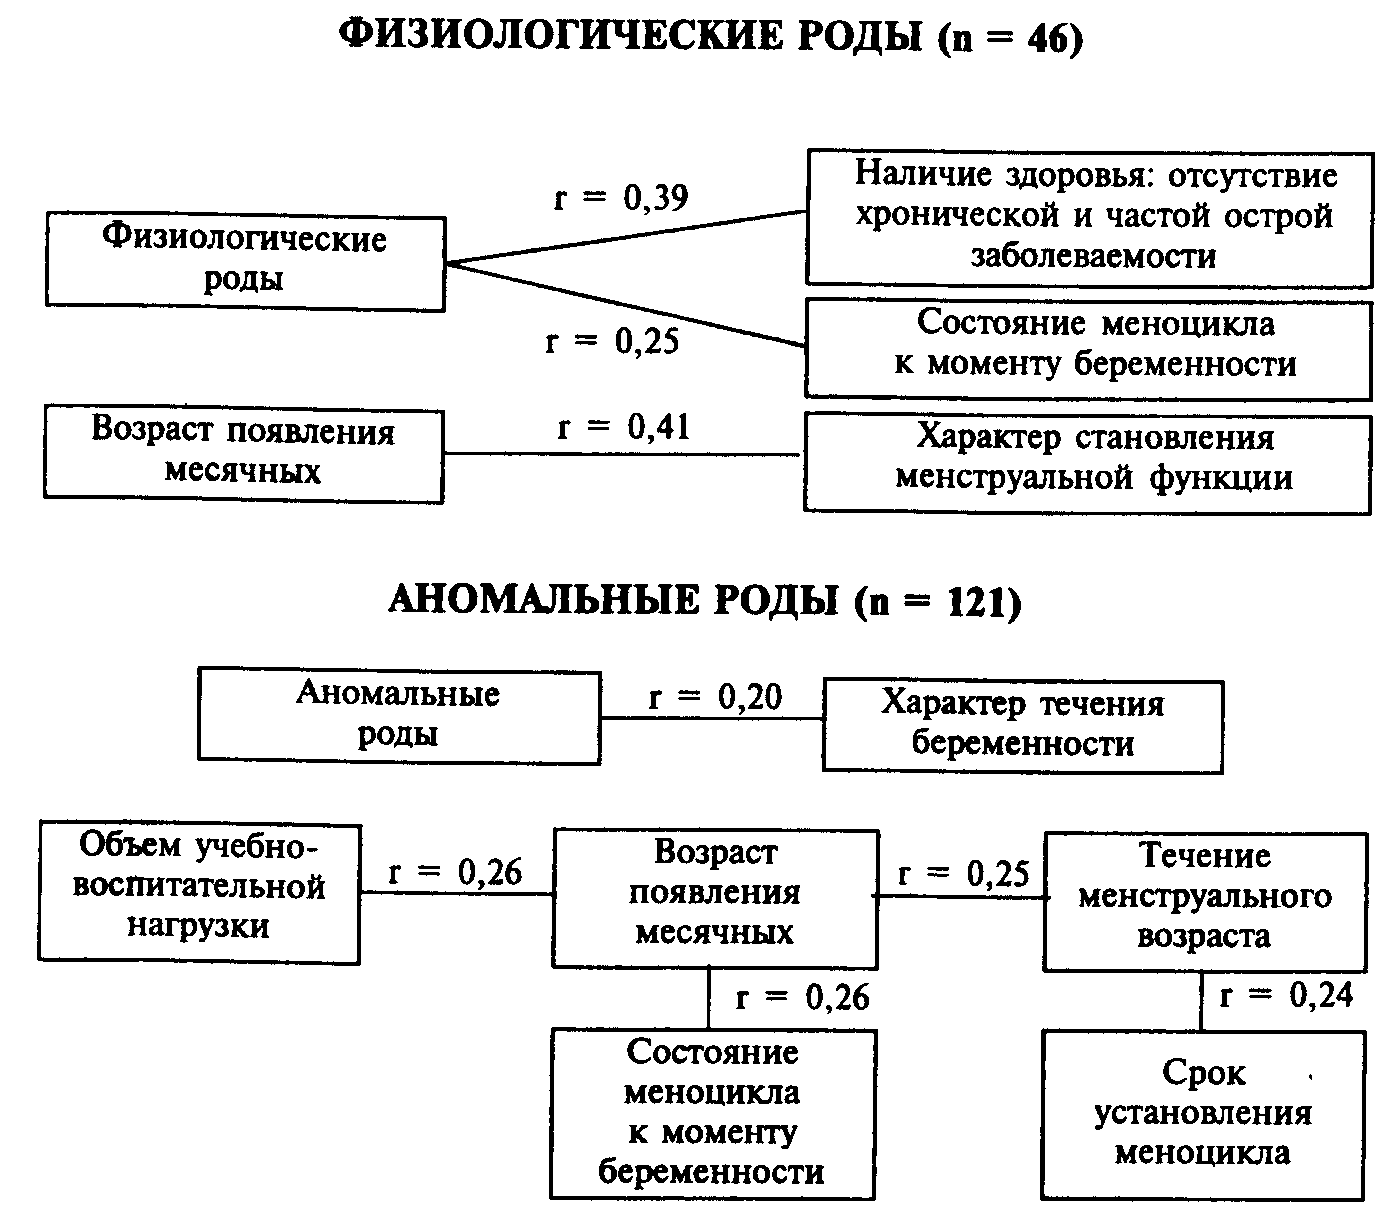 ФИЗИОЛОГИЧЕСКИЕ РОДЫ (n = 46)
Физиологические
роды
r = 0,39
Наличие здоровья: отсутствие
хронической и частой острой
заболеваемости
r = 0,25
Состояние меноцикла
к моменту беременности
Возраст появления
месячных
r = 0,41
Характер становления
менструальной функции
АНОМАЛЬНЫЕ РОДЫ (n = 121)
Аномальные
роды
r = 0,20
Характер течения
беременности
Объем учебно-
воспитательной
нагрузки
r = 0,26
Возраст
появления
месячных
r = 0,25
Течение
менструального
возраста
r = 0,26
r = 0,24
Состояние
меноцикла
к моменту
беременности
Срок
установления
меноцикла